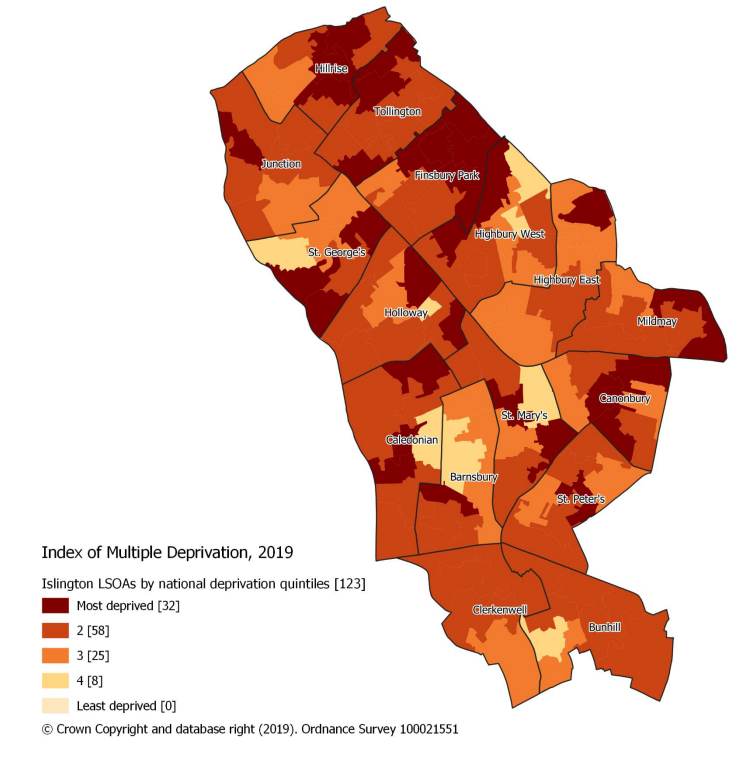 Hillrise
Tollington
Junction
Finsbury Park
Highbury West
St. George's
Highbury East
Holloway
Mildmay
Canonbury
St. Mary's
Caledonian
Barnsbury
St. Peter's
Index of Multiple Deprivation, 2019
Islington LSOAs by national deprivation quintiles [123]
Most deprived [32]
Clerkenwell
2 [58]
Bunhill
3 [25]
4 [8]
Least deprived [0]
© Crown Copyright and database right (2019). Ordnance Survey 100021551